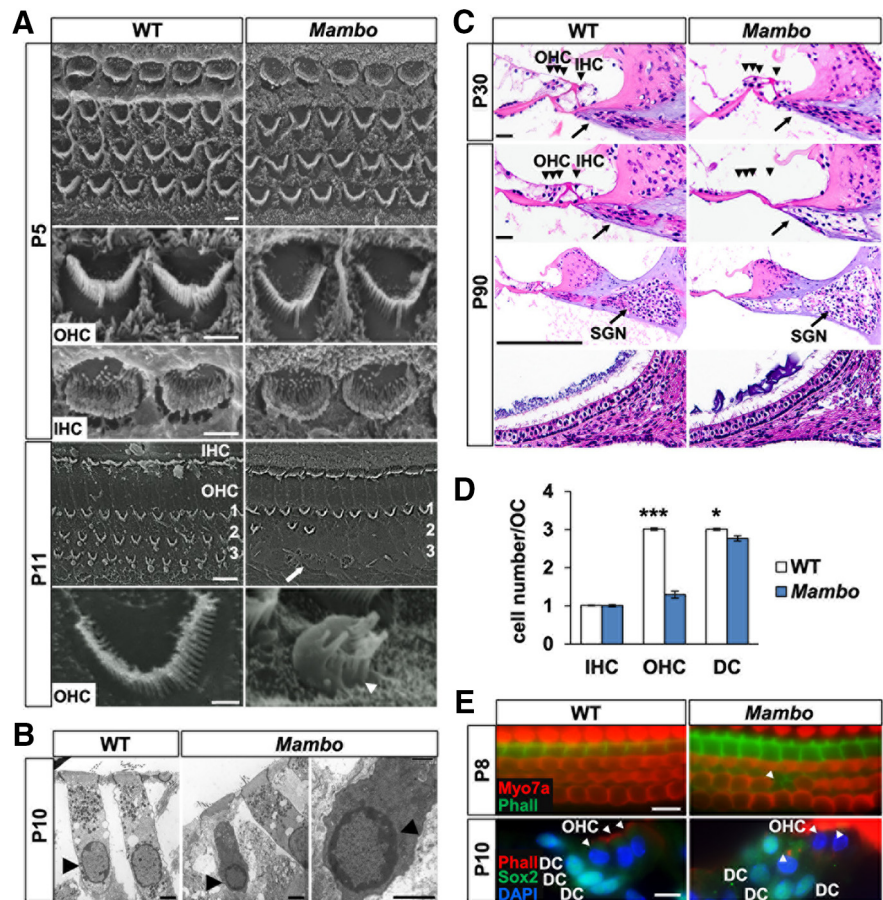 A
WT
Mambo
P5
OHC
IHC
P11
IHC
OHC
1
2
3
1
2
3
OHC
B
WT
Mambo
P10
C
WT
Mambo
P30
OHC
IHC
P90
OHC
IHC
SGN
SGN
D
cell number/OC
4
3
2
1
0
***
*
IHC
OHC
DC
WT
Mambo
E
WT
Mambo
P8
Myo7a
Phall
P10
OHC
OHC
Phall
Sox2
DAPI
DC
DC
DC
DC
DC
DC